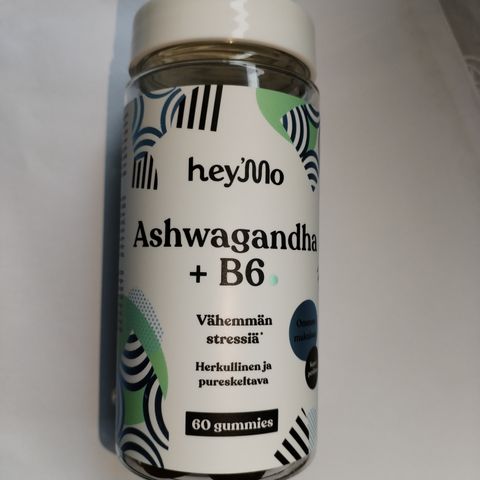 hey'Mo
Ashwagandha
+ B6
Vähemmän
stressiä*
Herkullinen ja
pureskeltava
60 gummies